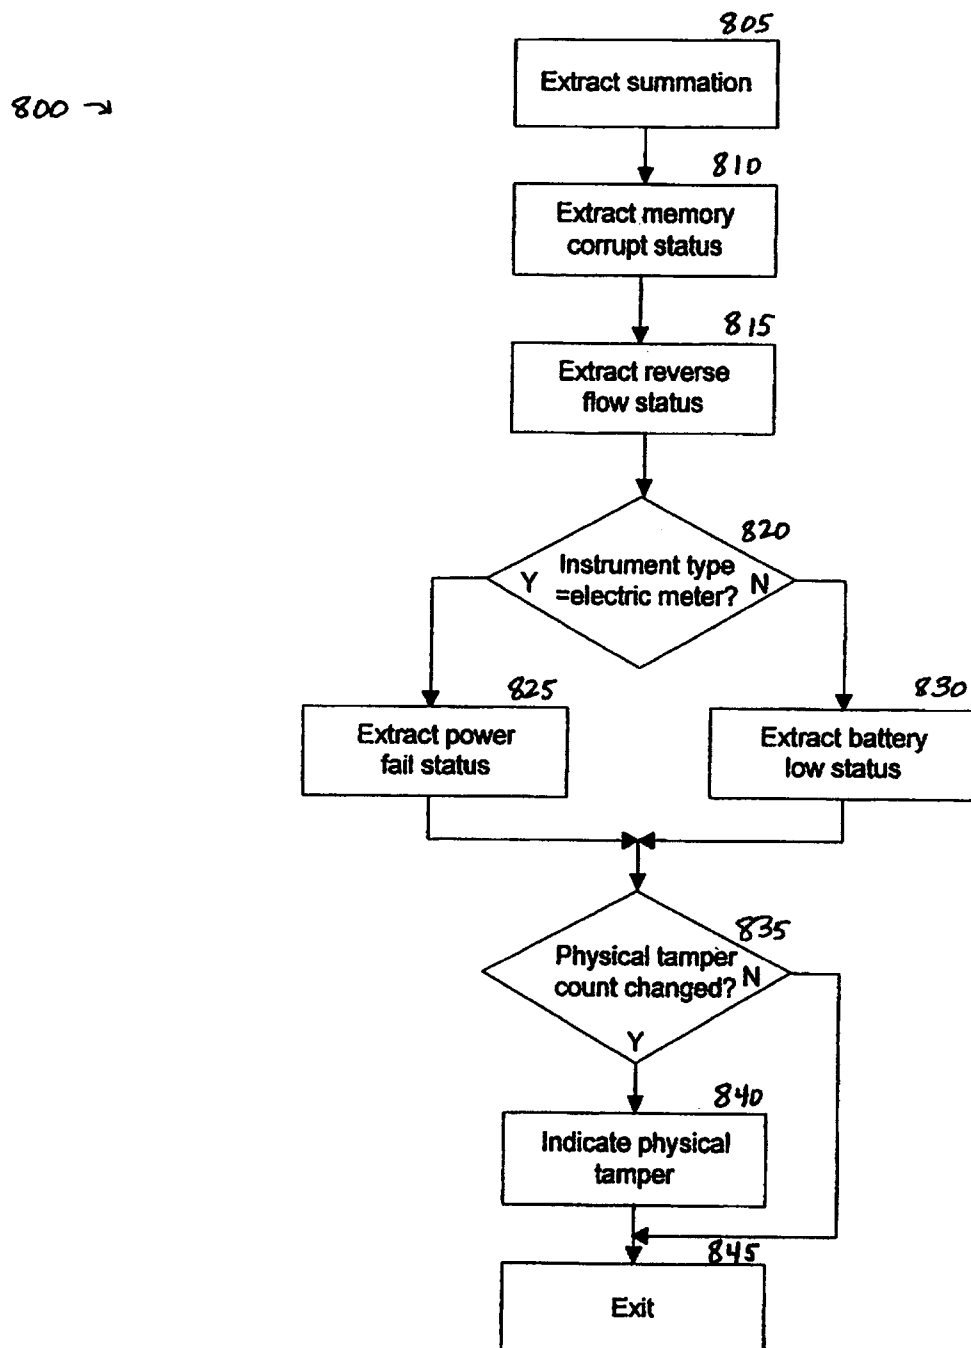 805
Extract summation
800
810
Extract memory
corrupt status
815
Extract reverse
flow status
820
Instrument type
=electric meter?
Y
N
825
Extract power
fail status
830
Extract battery
low status
835
Physical tamper
count changed?
N
Y
840
Indicate physical
tamper
845
Exit